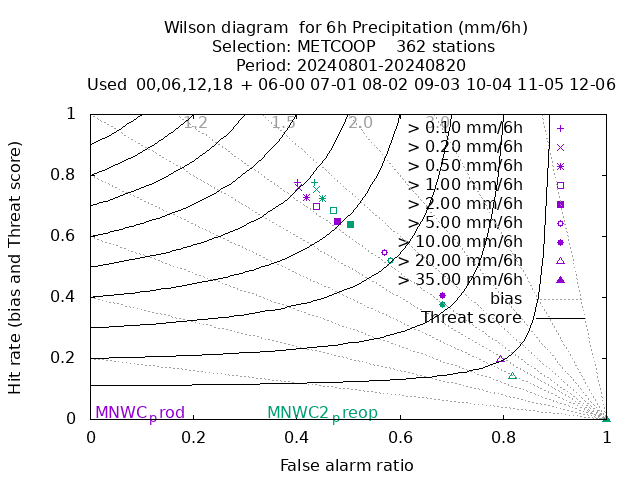 Wilson diagram  for 6h Precipitation (mm/6h)
Selection: METCOOP    362 stations
Period: 20240801-20240820
Used  00,06,12,18  + 06-00 07-01 08-02 09-03 10-04 11-05 12-06
1.2 1.5 2.0 3.0
> 0.10 mm/6h
> 0.20 mm/6h
> 0.50 mm/6h
> 1.00 mm/6h
> 2.00 mm/6h
> 5.00 mm/6h
> 10.00 mm/6h
> 20.00 mm/6h
> 35.00 mm/6h
bias
Threat score
Hit rate (bias and Threat score)
1
0.8
0.6
0.4
0.2
0
MNWC_prod MNWC2_preop
0 0.2 0.4 0.6 0.8 1
False alarm ratio